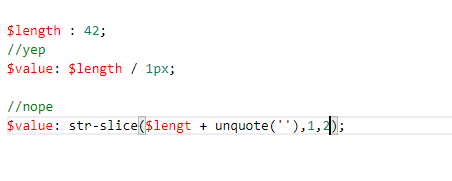 $length : 42;
//yep
$value: $length / 1px;
//nope
$value: str-slice($lengt + unquote(''),1,2);